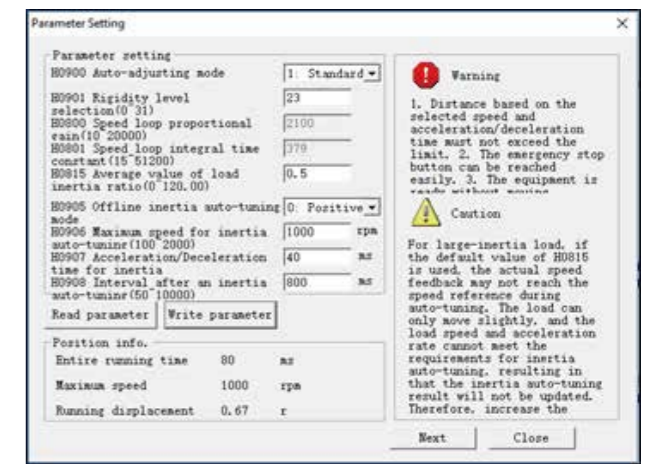 Parameter Setting
Parameter setting
H0900 Auto-adjusting mode
1: Standard
H0901 Rigidity level
selection(0~31)
23
H0800 Speed loop proportional
gain(10~20000)
2100
H0801 Speed loop integral time
constant(15~51200)
379
H0815 Average value of load
inertia ratio(0~120.00)
0.5
H0905 Offline inertia auto-tuning
mode
0: Positive
H0906 Maximum speed for inertia
auto-tuning(100~2000)
1000 rpm
H0907 Acceleration/Deceleration
time for inertia
40 ms
H0908 Interval after an inertia
auto-tuning(50~10000)
800 ms
Read parameter Write parameter
Position info.
Entire running time 80 ms
Maximum speed 1000 rpm
Running displacement 0.67 r
Warning
1. Distance based on the
selected speed and
acceleration/deceleration
time must not exceed the
limit. 2. The emergency stop
button can be reached
easily. 3. The equipment is
ready without moving
Caution
For large-inertia load, if
the default value of H0815
is used, the actual speed
feedback may not reach the
speed reference during
auto-tuning. The load can
only move slightly, and the
load speed and acceleration
rate cannot meet the
requirements for inertia
auto-tuning, resulting in
that the inertia auto-tuning
result will not be updated.
Therefore, increase the
Next Close